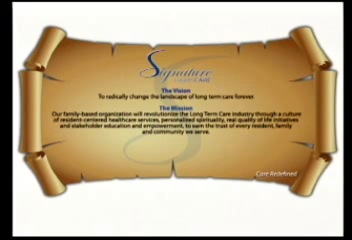 Signature
HEALTHCARE
The Vision
To radically change the landscape of long term care forever.
The Mission
Our family-based organization will revolutionize the Long Term Care industry through a culture
of resident-centered healthcare services, personalized spirituality, real quality of life initiatives
and stakeholder education and empowerment, to earn the trust of every resident, family
and community we serve.
Care Redefined